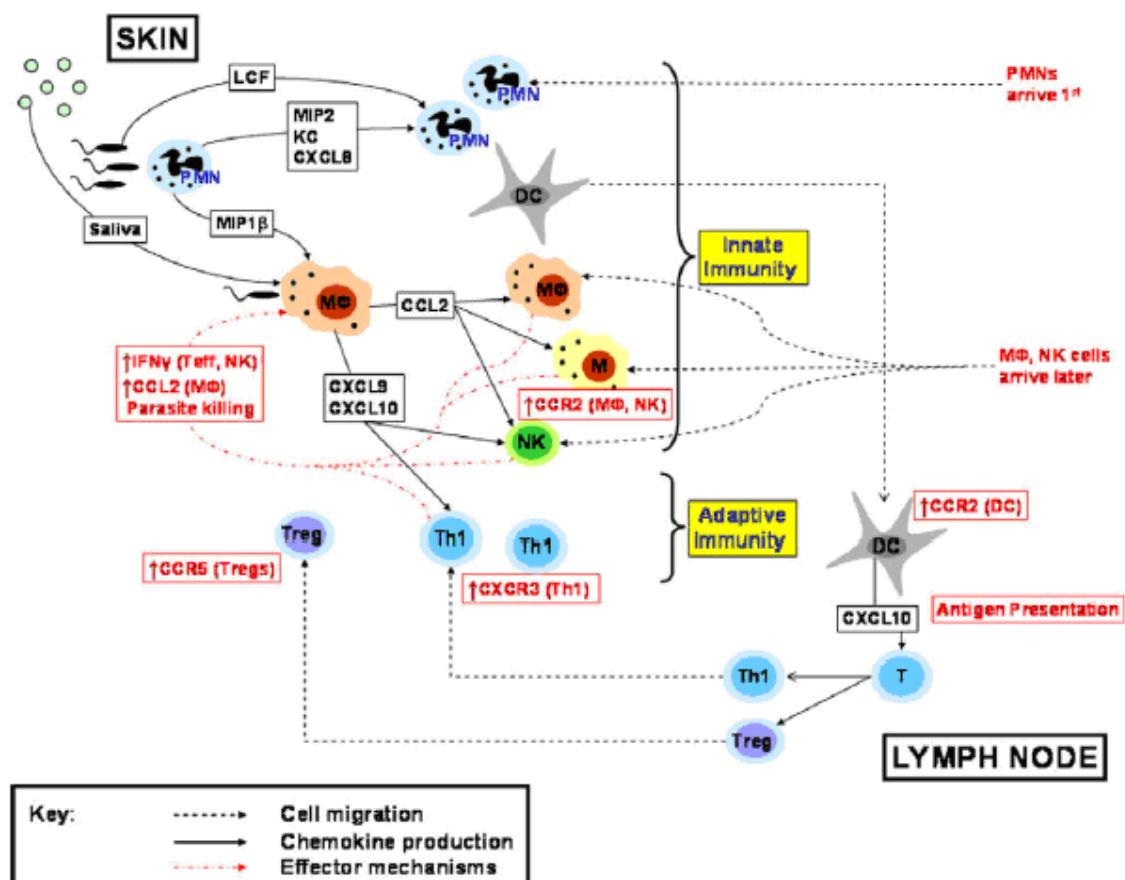 SKIN
LCF
PMN
PMNs
arrive 1st
MIP2
KC
CXCL8
PMN
PMN
DC
Saliva
MIP1β
Innate
Immunity
MΦ
CCL2
MΦ
↑IFNγ (Teff, NK)
↑CCL2 (MΦ)
Parasite killing
M
MΦ, NK cells
arrive later
CXCL9
CXCL10
↑CCR2 (MΦ, NK)
NK
↑CCR2 (DC)
Treg
Th1
Th1
Adaptive
Immunity
DC
↑CCR5 (Tregs)
↑CXCR3 (Th1)
CXCL10
Antigen Presentation
Th1
T
Treg
LYMPH NODE
Key:
Cell migration
Chemokine production
Effector mechanisms